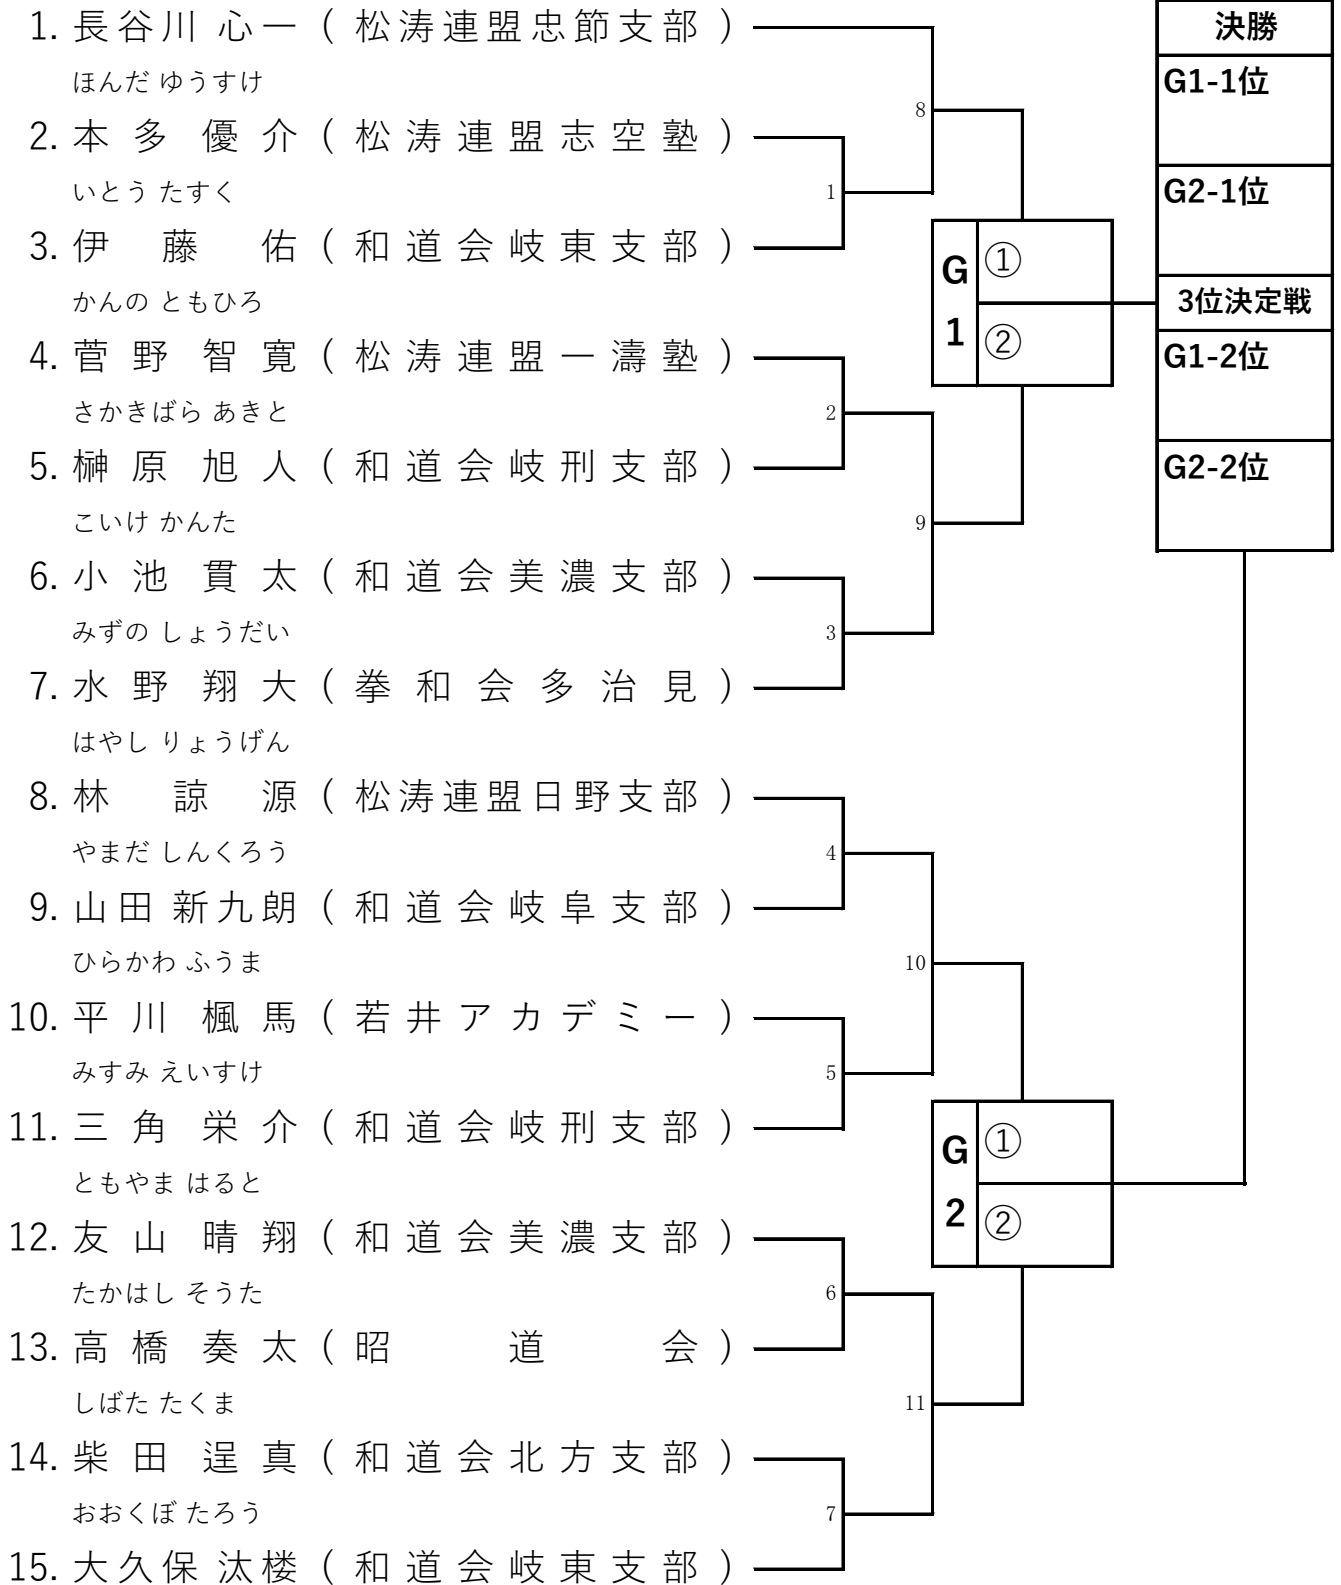 1. 長谷川 心一 ( 松涛連盟忠節支部 )
ほんだ ゆうすけ
2. 本多 優介 ( 松涛連盟志空塾 )
いとう たすく
3. 伊藤 佑 ( 和道会岐東支部 )
かんの ともひろ
4. 菅野 智寛 ( 松涛連盟一濤塾 )
さかきばら あきと
5. 榊原 旭人 ( 和道会岐刑支部 )
こいけ かんた
6. 小池 貫太 ( 和道会美濃支部 )
みずの しょうだい
7. 水野 翔大 ( 拳和会多治見 )
はやし りょうげん
8. 林 諒源 ( 松涛連盟日野支部 )
やまだ しんくろう
9. 山田 新九朗 ( 和道会岐阜支部 )
ひらかわ ふうま
10. 平川 楓馬 ( 若井アカデミー )
みすみ えいすけ
11. 三角 栄介 ( 和道会岐刑支部 )
ともやま はると
12. 友山 晴翔 ( 和道会美濃支部 )
たかはし そうた
13. 高橋 奏太 ( 昭道会 )
しばた たくま
14. 柴田 逞真 ( 和道会北方支部 )
おおくぼ たろう
15. 大久保 汰楼 ( 和道会岐東支部 )
1
2
3
4
5
6
7
8
9
10
11
G1
①
②
G2
①
②
決勝
G1-1位
G2-1位
3位決定戦
G1-2位
G2-2位